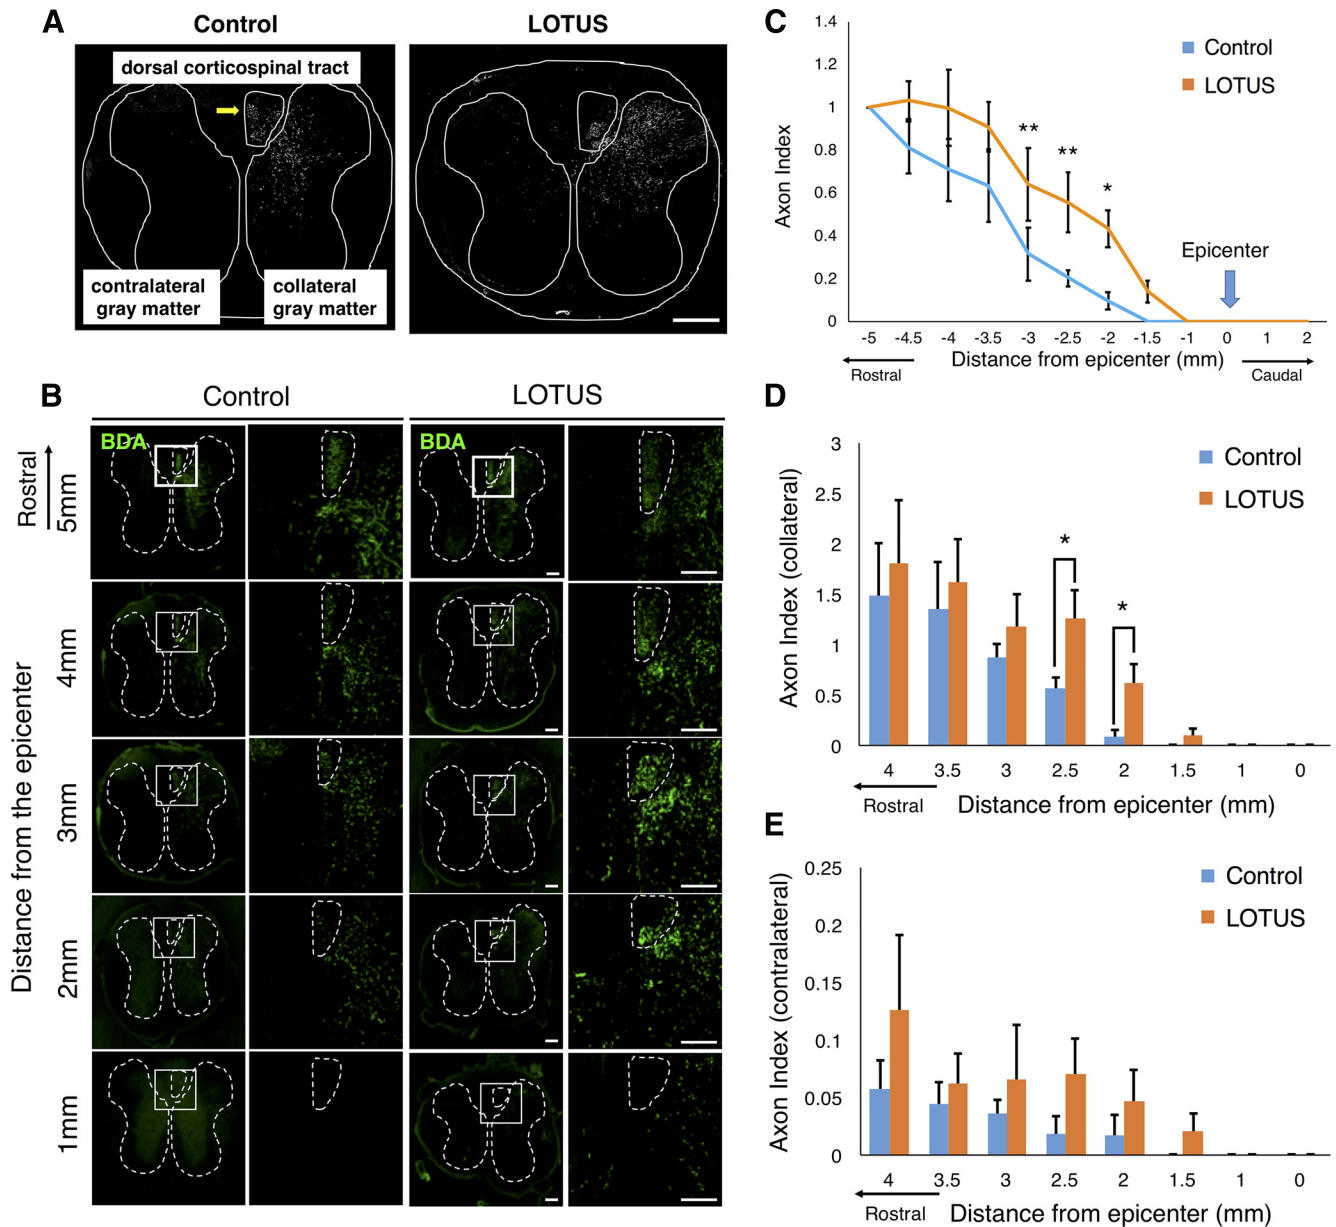 A
Control
LOTUS
dorsal corticospinal tract
contralateral
gray matter
collateral
gray matter
B
Control
LOTUS
BDA
BDA
Rostral
5mm
4mm
3mm
2mm
1mm
Distance from the epicenter
C
Axon Index
1.4
1.2
1
0.8
0.6
0.4
0.2
0
Control
LOTUS
**
**
*
Epicenter
-5 -4.5 -4 -3.5 -3 -2.5 -2 -1.5 -1 0 1 2
Distance from epicenter (mm)
Rostral
Caudal
D
Axon Index (collateral)
3
2.5
2
1.5
1
0.5
0
Control
LOTUS
*
*
4 3.5 3 2.5 2 1.5 1 0
Rostral
Distance from epicenter (mm)
E
Axon Index (contralateral)
0.25
0.2
0.15
0.1
0.05
0
Control
LOTUS
4 3.5 3 2.5 2 1.5 1 0
Rostral
Distance from epicenter (mm)